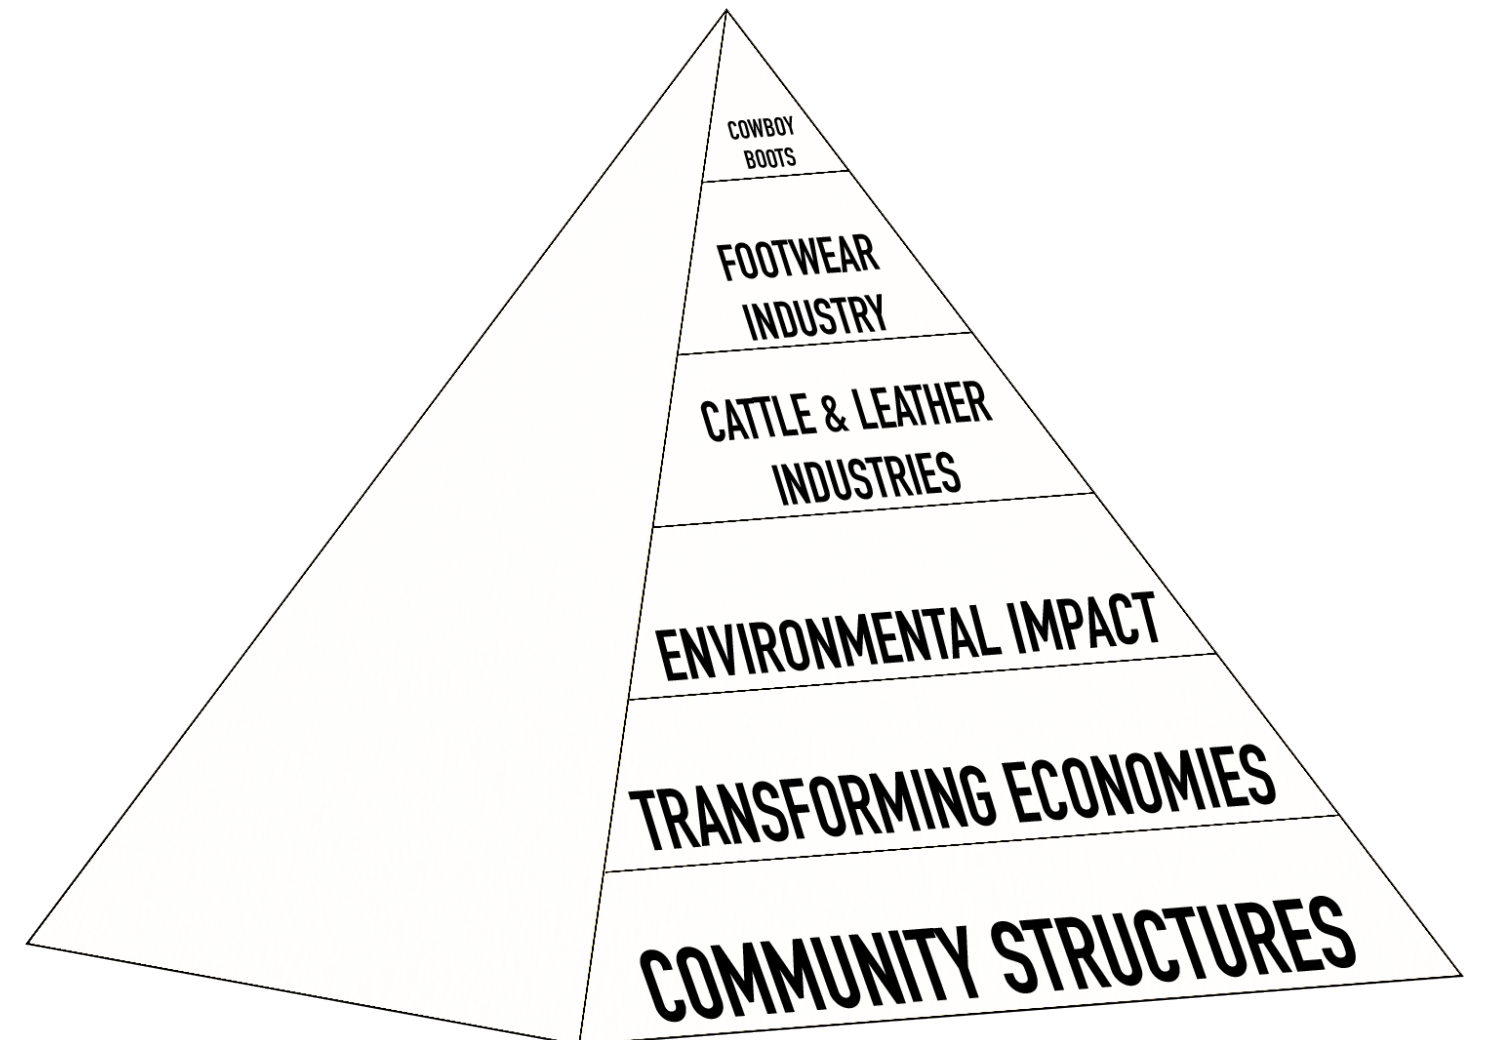 COWBOY
BOOTS
FOOTWEAR
INDUSTRY
CATTLE & LEATHER
INDUSTRIES
ENVIRONMENTAL IMPACT
TRANSFORMING ECONOMIES
COMMUNITY STRUCTURES